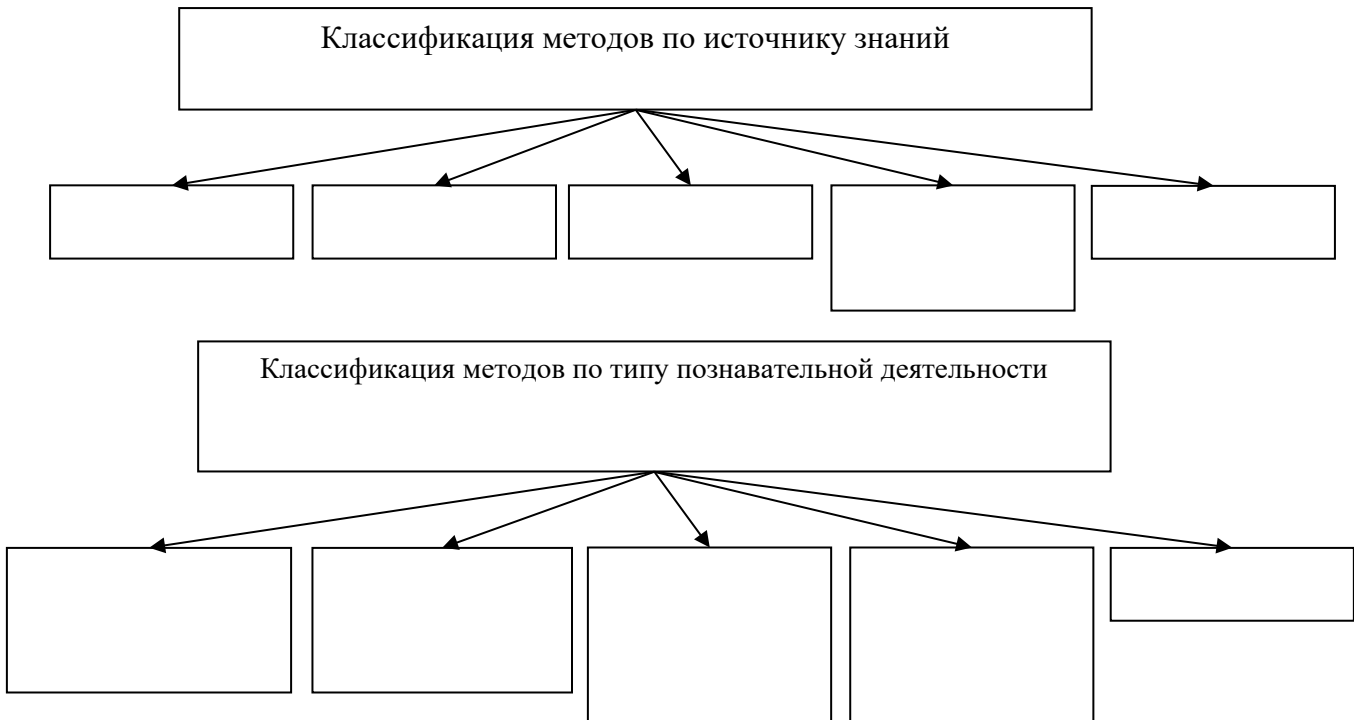 Классификация методов по источнику знаний
Классификация методов по типу познавательной деятельности